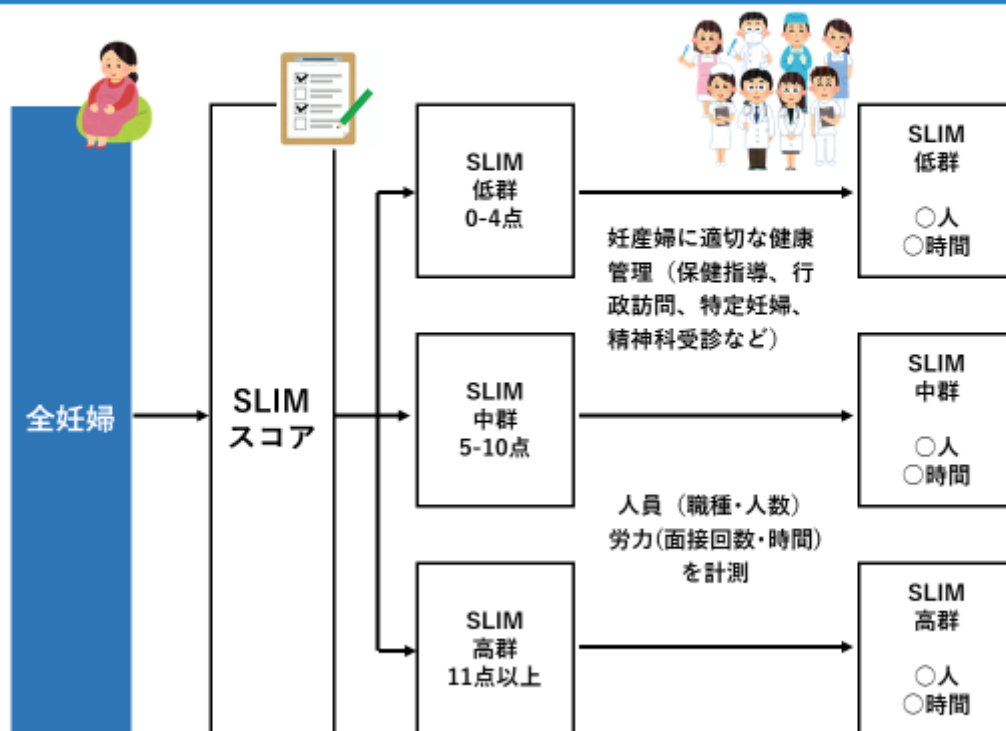 全妊婦
SLIM
スコア
SLIM
低群
0-4点
SLIM
中群
5-10点
SLIM
高群
11点以上
妊産婦に適切な健康
管理（保健指導、行
政訪問、特定妊婦、
精神科受診など）
人員（職種・人数）
労力(面接回数・時間)
を計測
SLIM
低群
○人
○時間
SLIM
中群
○人
○時間
SLIM
高群
○人
○時間